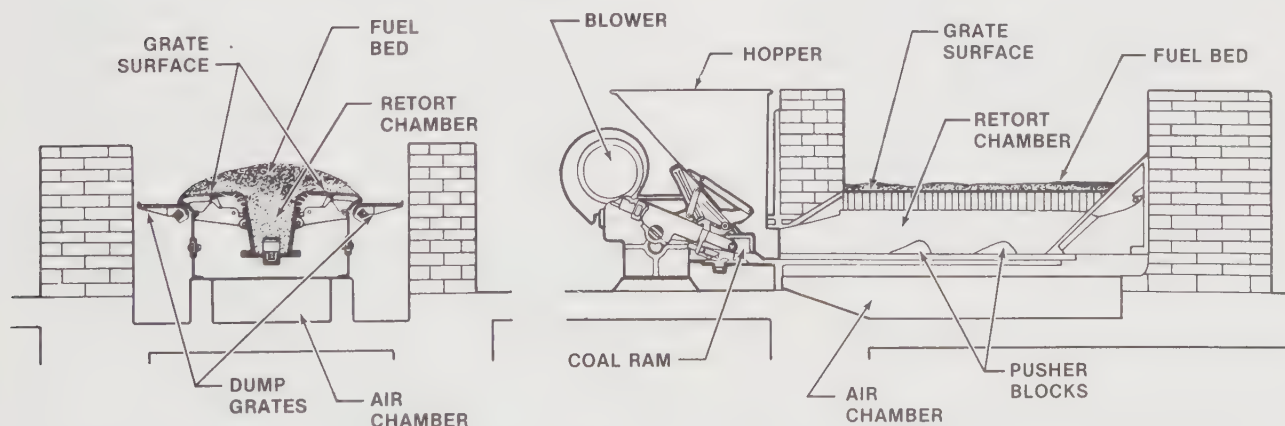 GRATE
SURFACE
FUEL
BED
RETORT
CHAMBER
DUMP
GRATES
AIR
CHAMBER
BLOWER
HOPPER
GRATE
SURFACE
FUEL BED
RETORT
CHAMBER
COAL RAM
AIR
CHAMBER
PUSHER
BLOCKS